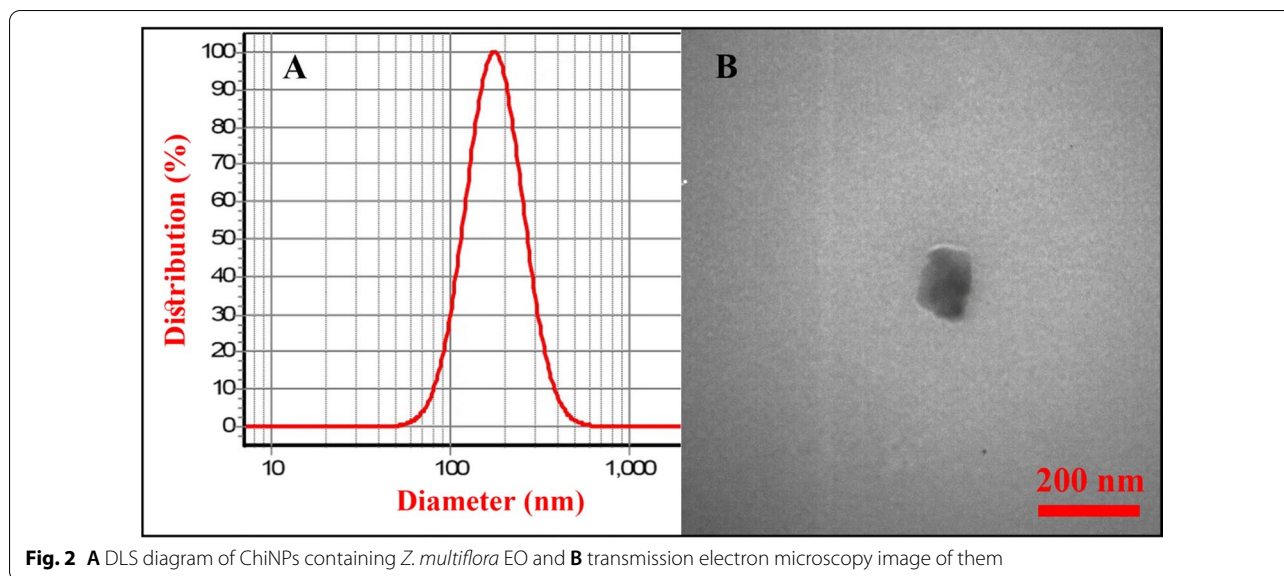 A
100
90
80
70
60
50
40
30
20
10
0
Distribution (%)
10 100 1,000
Diameter (nm)
B
200 nm
Fig. 2 A DLS diagram of ChiNPs containing Z. multiflora EO and B transmission electron microscopy image of them